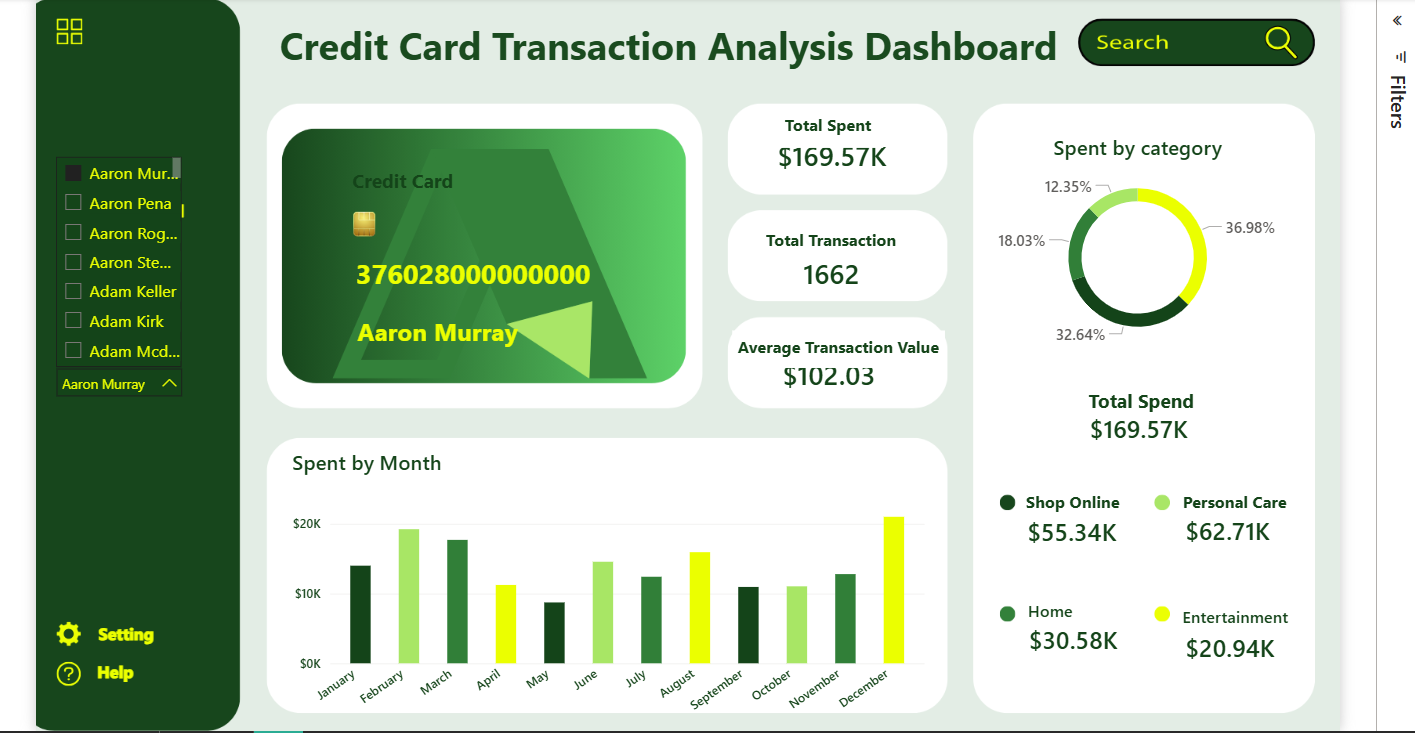 Credit Card Transaction Analysis Dashboard
Search
Filters
Aaron Mur...
Aaron Pena
Aaron Rog...
Aaron Ste...
Adam Keller
Adam Kirk
Adam Mcd...
Aaron Murray
Setting
Help
Credit Card
376028000000000
Aaron Murray
Total Spent
$169.57K
Total Transaction
1662
Average Transaction Value
$102.03
Spent by Month
$20K
$10K
$0K
January
February
March
April
May
June
July
August
September
October
November
December
Spent by category
12.35%
36.98%
18.03%
32.64%
Total Spend
$169.57K
Shop Online
$55.34K
Personal Care
$62.71K
Home
$30.58K
Entertainment
$20.94K